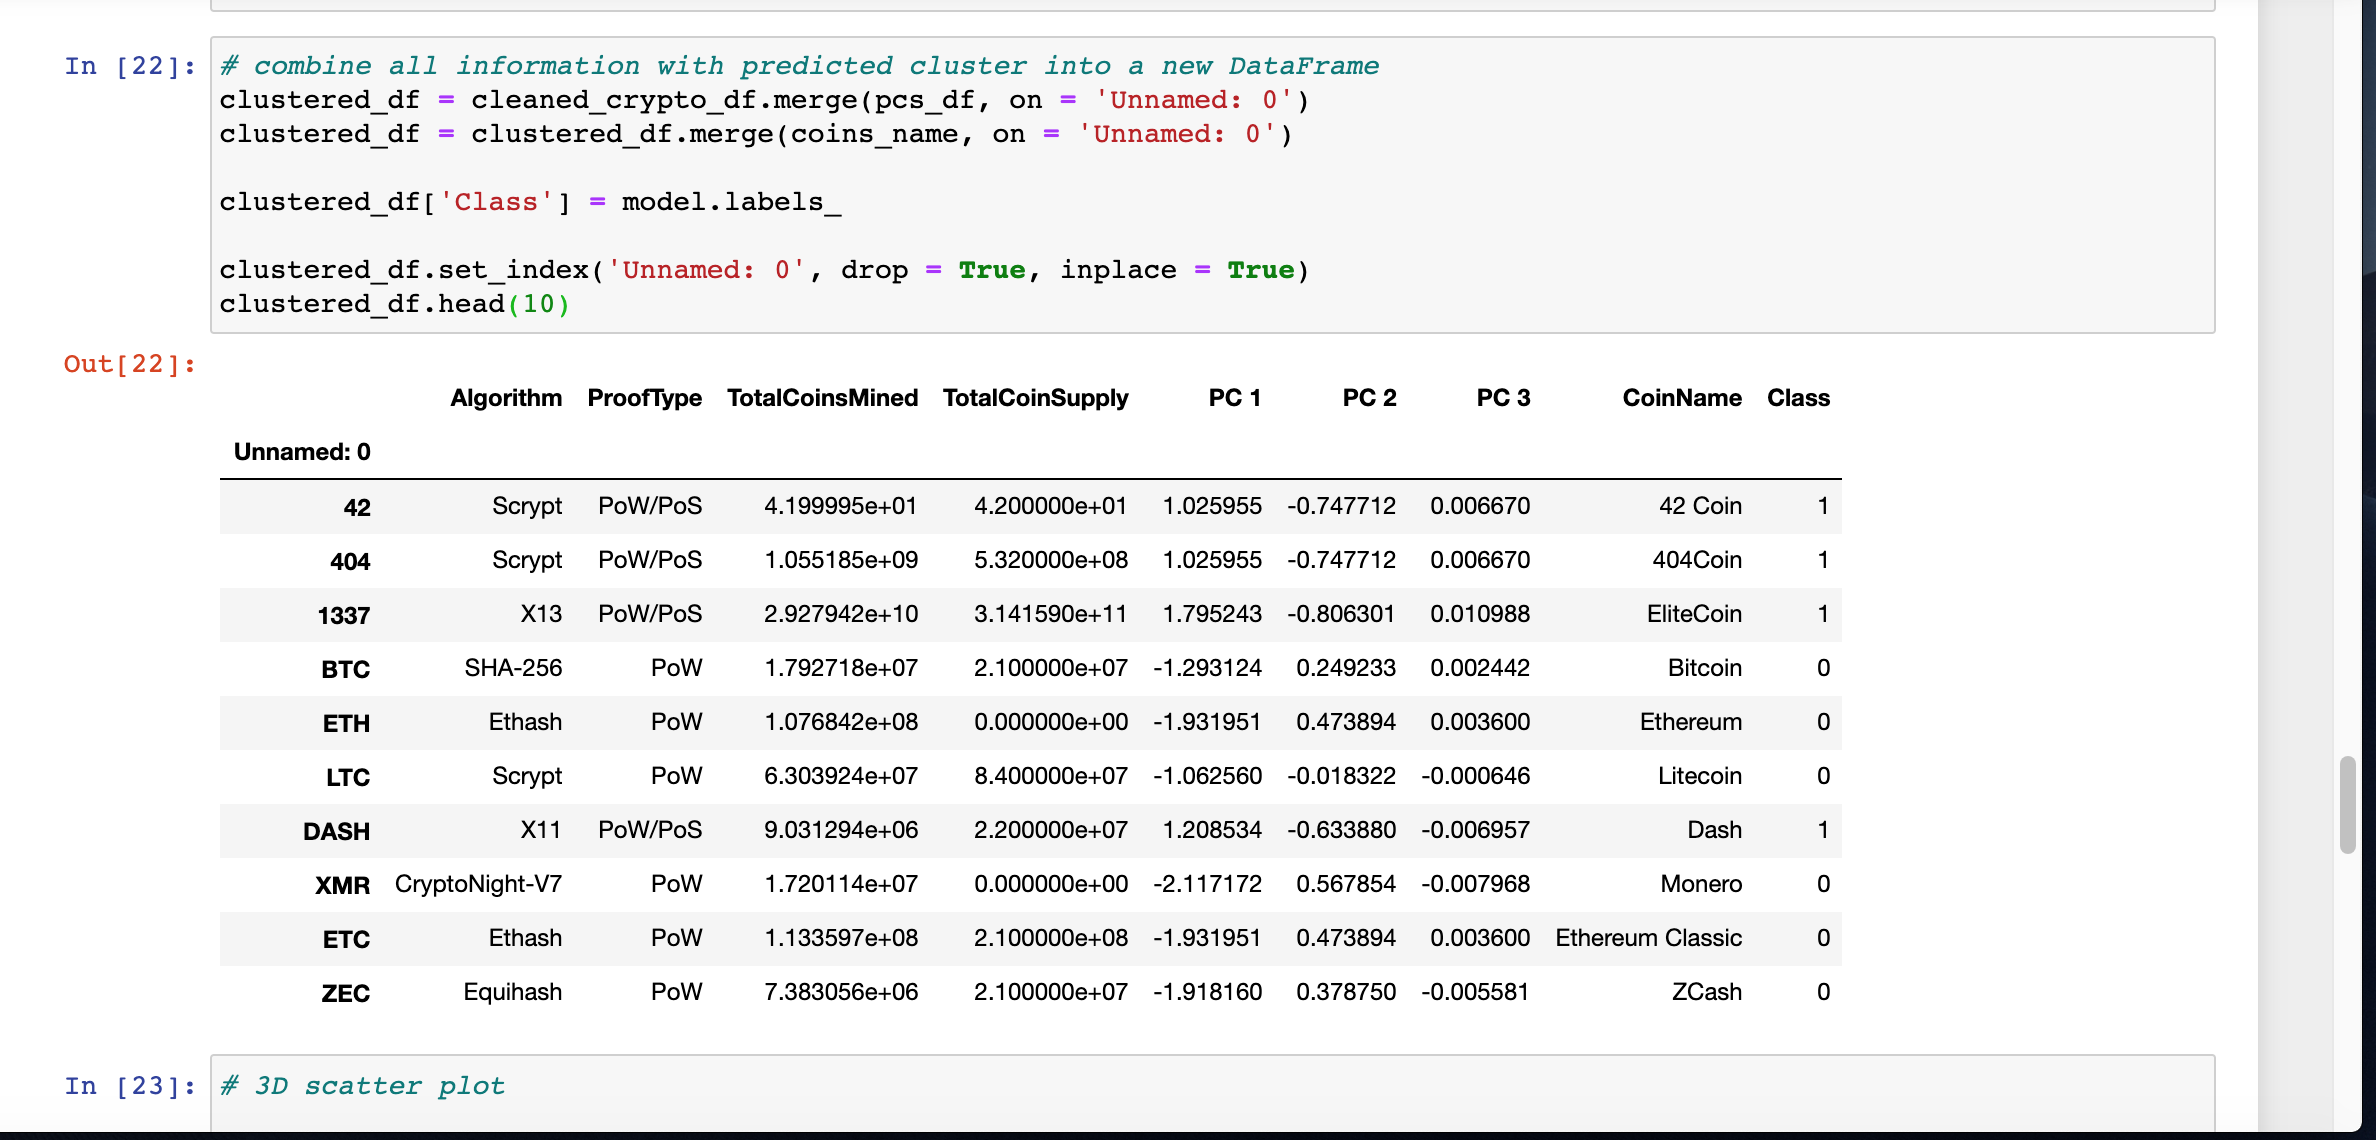 In [22]:
# combine all information with predicted cluster into a new DataFrame
clustered_df = cleaned_crypto_df.merge(pcs_df, on = 'Unnamed: 0')
clustered_df = clustered_df.merge(coins_name, on = 'Unnamed: 0')
clustered_df['Class'] = model.labels_
clustered_df.set_index('Unnamed: 0', drop = True, inplace = True)
clustered_df.head(10)
Out[22]:
Algorithm ProofType TotalCoinsMined TotalCoinSupply PC 1 PC 2 PC 3 CoinName Class
Unnamed: 0
42 Scrypt PoW/PoS 4.199995e+01 4.200000e+01 1.025955 -0.747712 0.006670 42 Coin 1
404 Scrypt PoW/PoS 1.055185e+09 5.320000e+08 1.025955 -0.747712 0.006670 404Coin 1
1337 X13 PoW/PoS 2.927942e+10 3.141590e+11 1.795243 -0.806301 0.010988 EliteCoin 1
BTC SHA-256 PoW 1.792718e+07 2.100000e+07 -1.293124 0.249233 0.002442 Bitcoin 0
ETH Ethash PoW 1.076842e+08 0.000000e+00 -1.931951 0.473894 0.003600 Ethereum 0
LTC Scrypt PoW 6.303924e+07 8.400000e+07 -1.062560 -0.018322 -0.000646 Litecoin 0
DASH X11 PoW/PoS 9.031294e+06 2.200000e+07 1.208534 -0.633880 -0.006957 Dash 1
XMR CryptoNight-V7 PoW 1.720114e+07 0.000000e+00 -2.117172 0.567854 -0.007968 Monero 0
ETC Ethash PoW 1.133597e+08 2.100000e+08 -1.931951 0.473894 0.003600 Ethereum Classic 0
ZEC Equihash PoW 7.383056e+06 2.100000e+07 -1.918160 0.378750 -0.005581 ZCash 0
In [23]:
# 3D scatter plot